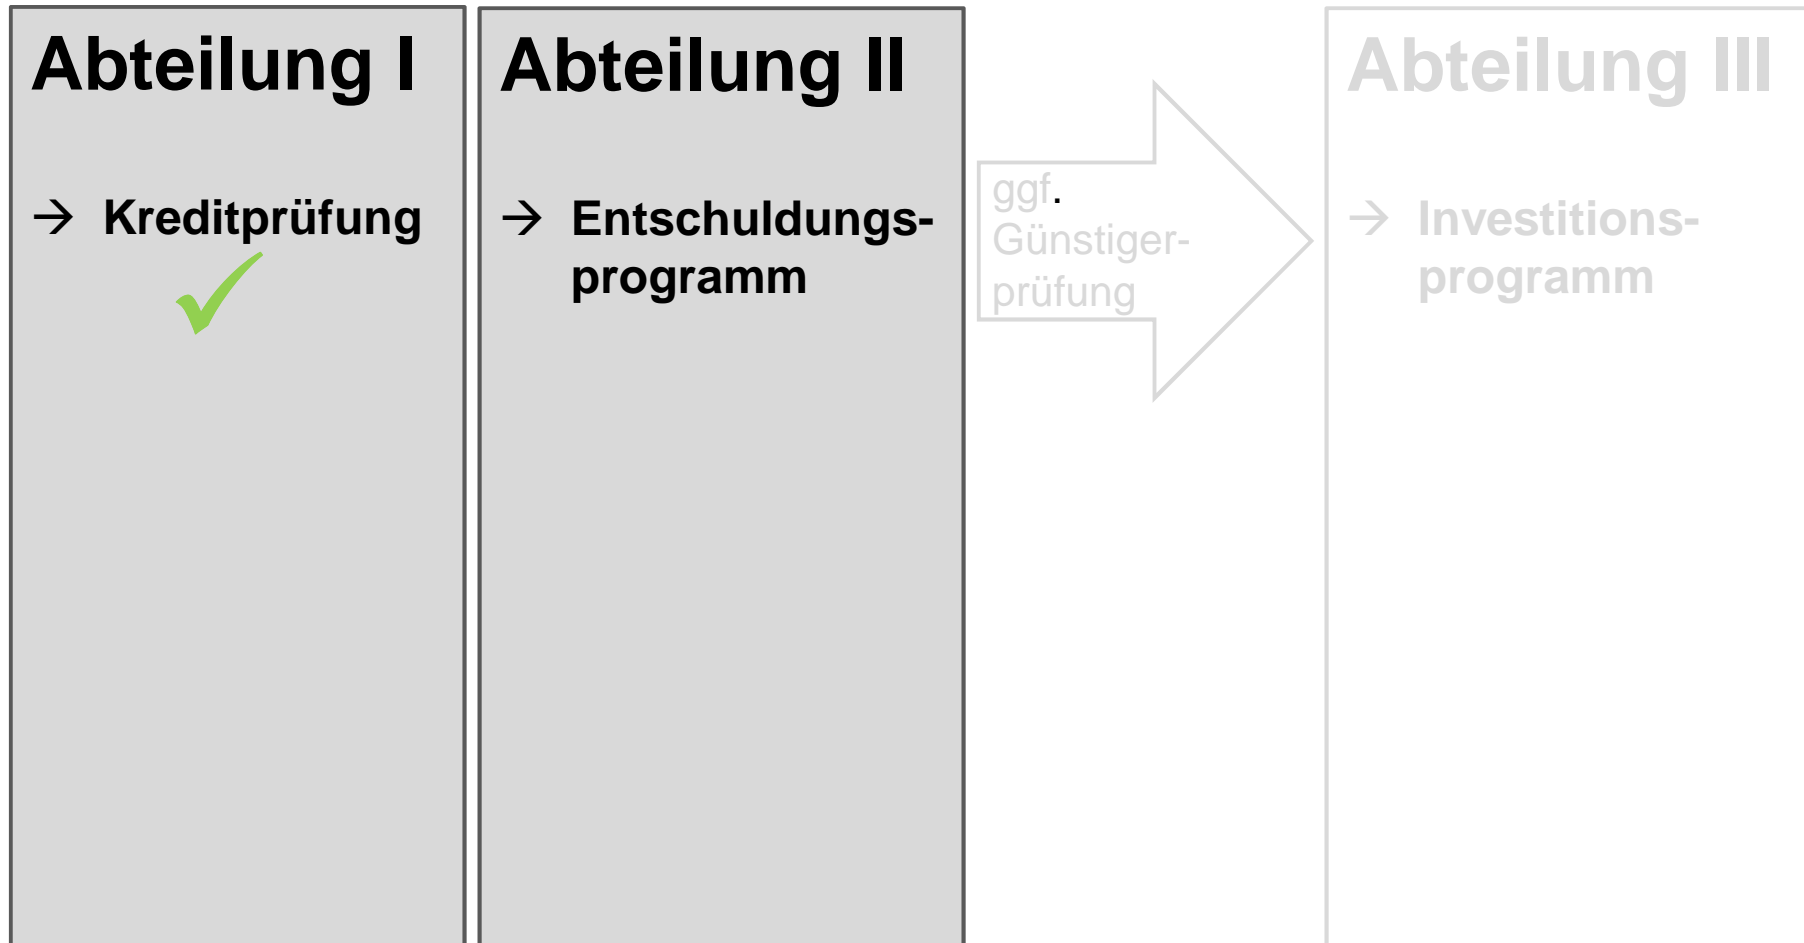 Abteilung I
→ Kreditprüfung
Abteilung II
→ Entschuldungs-
programm
ggf.
Günstiger-
prüfung
Abteilung III
→ Investitions-
programm